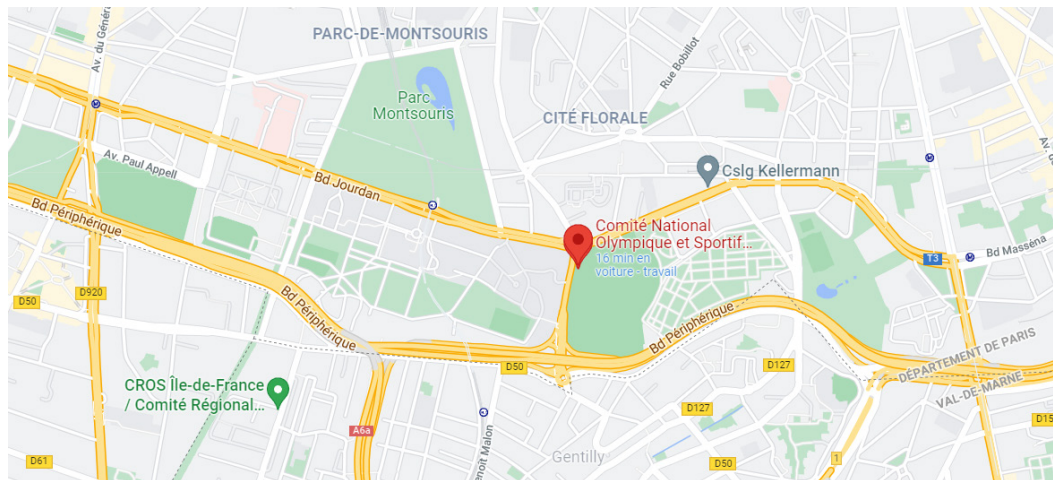 PARC-DE-MONTSOURIS
Av. du Généra
Rue Bobillot
Parc
Montsouris
CITÉ FLORALE
Av. Paul Appell
Bd Jourdan
Cslg Kellermann
Bd Périphérique
Comité National
Olympique et Sportif...
16 min en
voiture - travail
Bd Masséna
T3
D50
D920
Bd Périphérique
Bd Périphérique
D50
D127
DÉPARTEMENT DE PARIS
VAL-DE-MARNE
CROS Île-de-France
/ Comité Régional...
D127
D15
A6a
enoît Malon
Gentilly
D61
D50
1